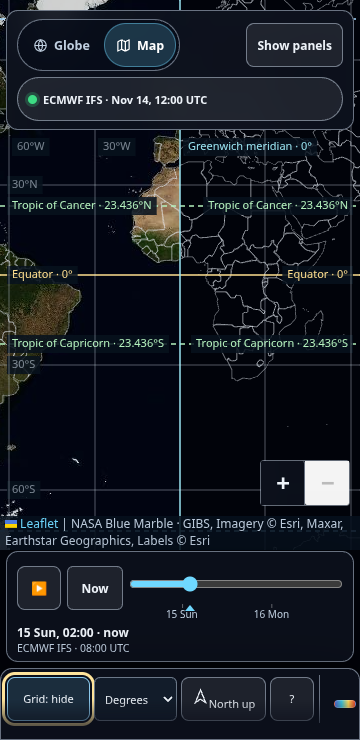 Globe
Map
Show panels
ECMWF IFS · Nov 14, 12:00 UTC
60°W
30°W
Greenwich meridian · 0°
30°N
Tropic of Cancer · 23.436°N
Tropic of Cancer · 23.436°N
Equator · 0°
Equator · 0°
Tropic of Capricorn · 23.436°S
Tropic of Capricorn · 23.436°S
30°S
60°S
+
−
Leaflet | NASA Blue Marble · GIBS, Imagery © Esri, Maxar,
Earthstar Geographics, Labels © Esri
Now
15 Sun
16 Mon
15 Sun, 02:00 · now
ECMWF IFS · 08:00 UTC
Grid: hide
Degrees
North up
?